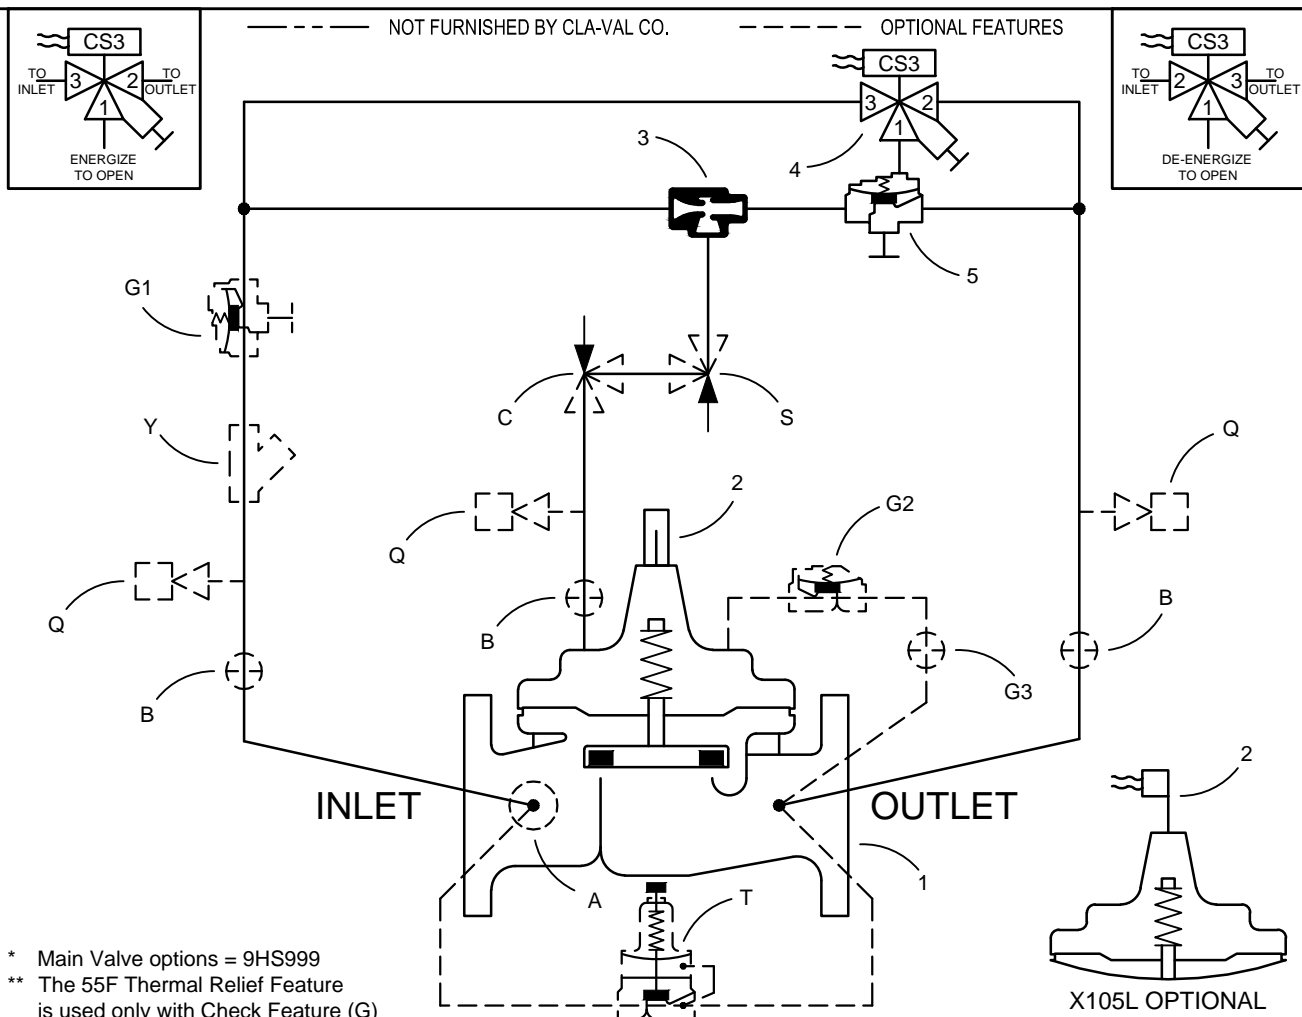 NOT FURNISHED BY CLA-VAL CO.
OPTIONAL FEATURES
CS3
TO INLET
3
2
TO OUTLET
1
ENERGIZE
TO OPEN
CS3
3
2
1
4
CS3
TO INLET
2
3
TO OUTLET
1
DE-ENERGIZE
TO OPEN
3
5
G1
C
S
Y
Q
2
G2
Q
Q
B
B
G3
B
B
2
INLET
OUTLET
A
T
1
* Main Valve options = 9HS999
** The 55F Thermal Relief Feature
is used only with Check Feature (G)
X105L OPTIONAL